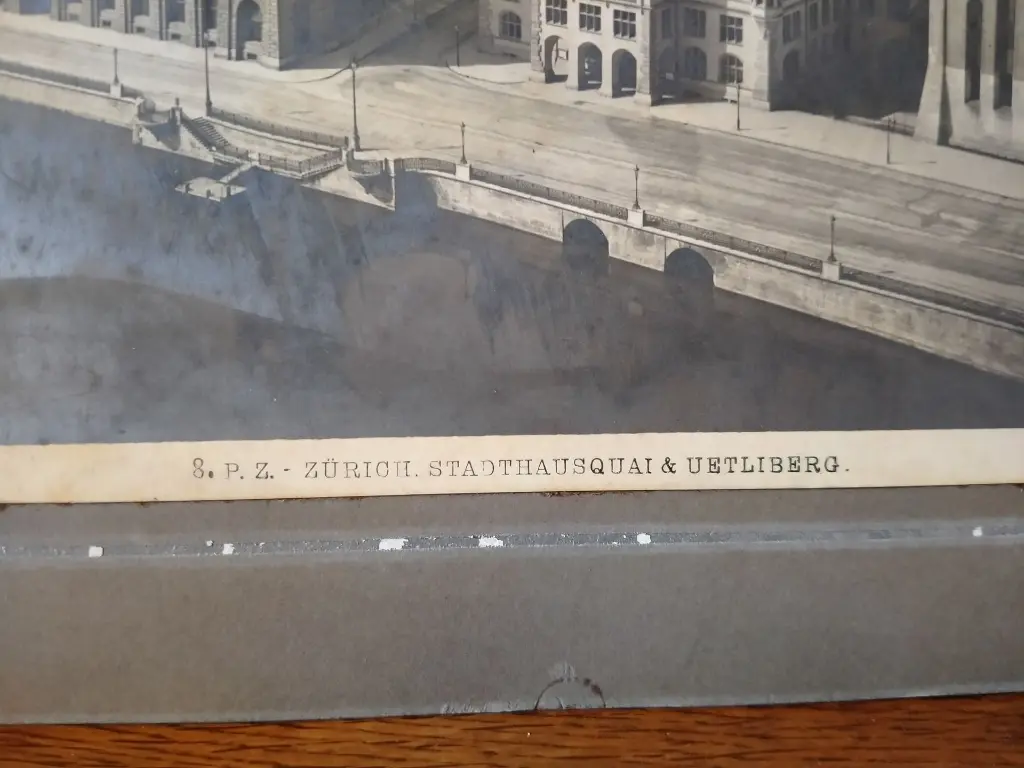 8. P. Z. - ZÜRICH. STADTHAUSQUAI & UETLIBERG.